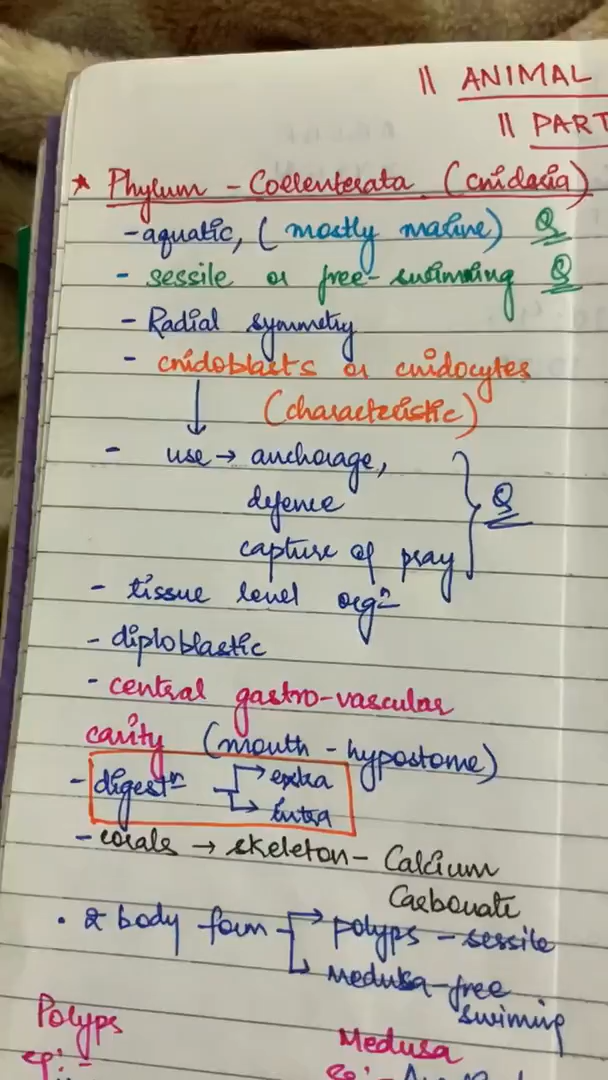 || ANIMAL
|| PART
* Phylum - Coelenterata (cnidaria)
- aquatic, (mostly marine) Q
- sessile or free-swimming Q
- Radial symmetry
- cnidoblasts or cnidocytes
(characteristic)
- use → anchorage,
defence
capture of pray
Q
- tissue level orgn
- diploblastic
- central gastro-vascular
cavity (mouth - hypostome)
- digestn → extra
→ intra
- corals → skeleton - Calcium
Carbonate
• 2 body form → polyps - sessile
→ Medusa - free
swiming
Polyps
Medusa
eg:-
eg:-